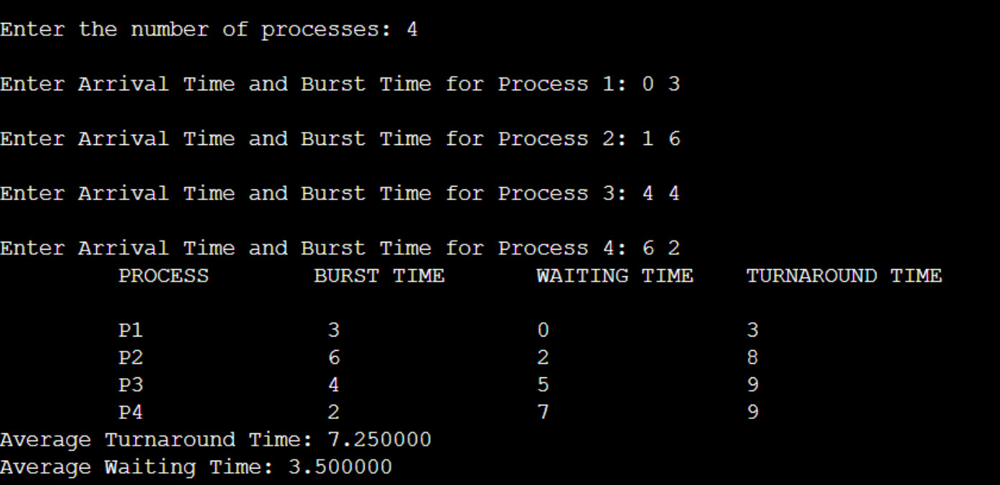 Enter the number of processes: 4
Enter Arrival Time and Burst Time for Process 1: 0 3
Enter Arrival Time and Burst Time for Process 2: 1 6
Enter Arrival Time and Burst Time for Process 3: 4 4
Enter Arrival Time and Burst Time for Process 4: 6 2
PROCESS BURST TIME WAITING TIME TURNAROUND TIME
P1 3 0 3
P2 6 2 8
P3 4 5 9
P4 2 7 9
Average Turnaround Time: 7.250000
Average Waiting Time: 3.500000